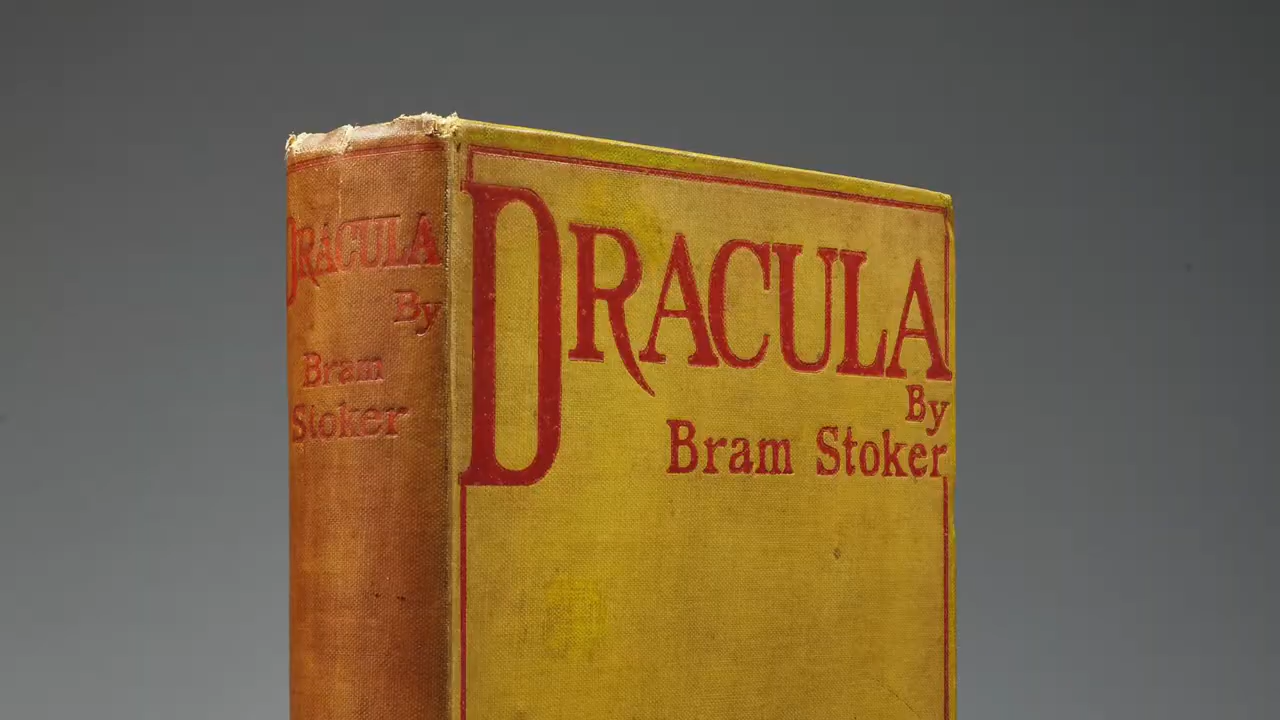 DRACULA
By
Bram
Stoker
DRACULA
By
Bram Stoker